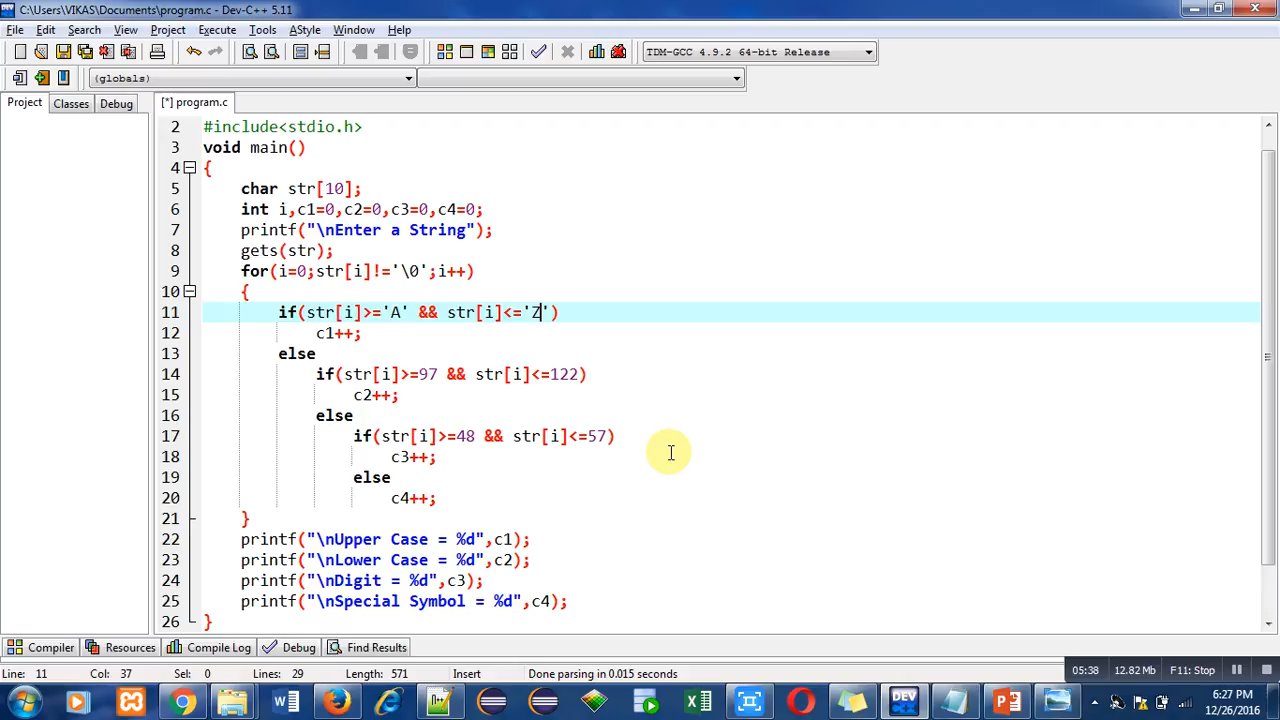 C:\Users\VIKAS\Documents\program.c - Dev-C++ 5.11
File Edit Search View Project Execute Tools AStyle Window Help
TDM-GCC 4.9.2 64-bit Release
(globals)
Project Classes Debug [*] program.c
2 #include<stdio.h>
3 void main()
4 {
5 char str[10];
6 int i,c1=0,c2=0,c3=0,c4=0;
7 printf("\nEnter a String");
8 gets(str);
9 for(i=0;str[i]!='\0';i++)
10 {
11 if(str[i]>='A' && str[i]<='Z')
12 c1++;
13 else
14 if(str[i]>=97 && str[i]<=122)
15 c2++;
16 else
17 if(str[i]>=48 && str[i]<=57)
18 c3++;
19 else
20 c4++;
21 }
22 printf("\nUpper Case = %d",c1);
23 printf("\nLower Case = %d",c2);
24 printf("\nDigit = %d",c3);
25 printf("\nSpecial Symbol = %d",c4);
26 }
Compiler Resources Compile Log Debug Find Results
Line: 11 Col: 37 Sel: 0 Lines: 29 Length: 571 Insert Done parsing in 0.015 seconds 05:38 12.82 Mb F11: Stop
DEV
6:27 PM
12/26/2016